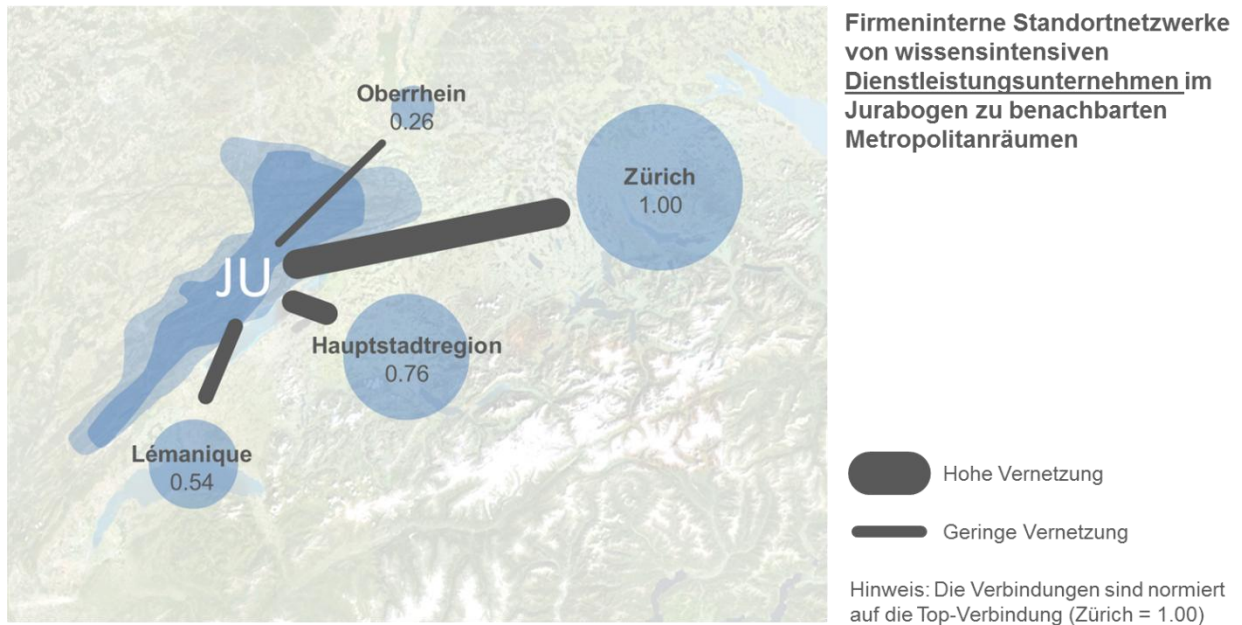 Firmeninterne Standortnetzwerke
von wissensintensiven
Dienstleistungsunternehmen im
Jurabogen zu benachbarten
Metropolitanräumen
Oberrhein
0.26
Zürich
1.00
JU
Hauptstadtregion
0.76
Lémanique
0.54
Hohe Vernetzung
Geringe Vernetzung
Hinweis: Die Verbindungen sind normiert
auf die Top-Verbindung (Zürich = 1.00)